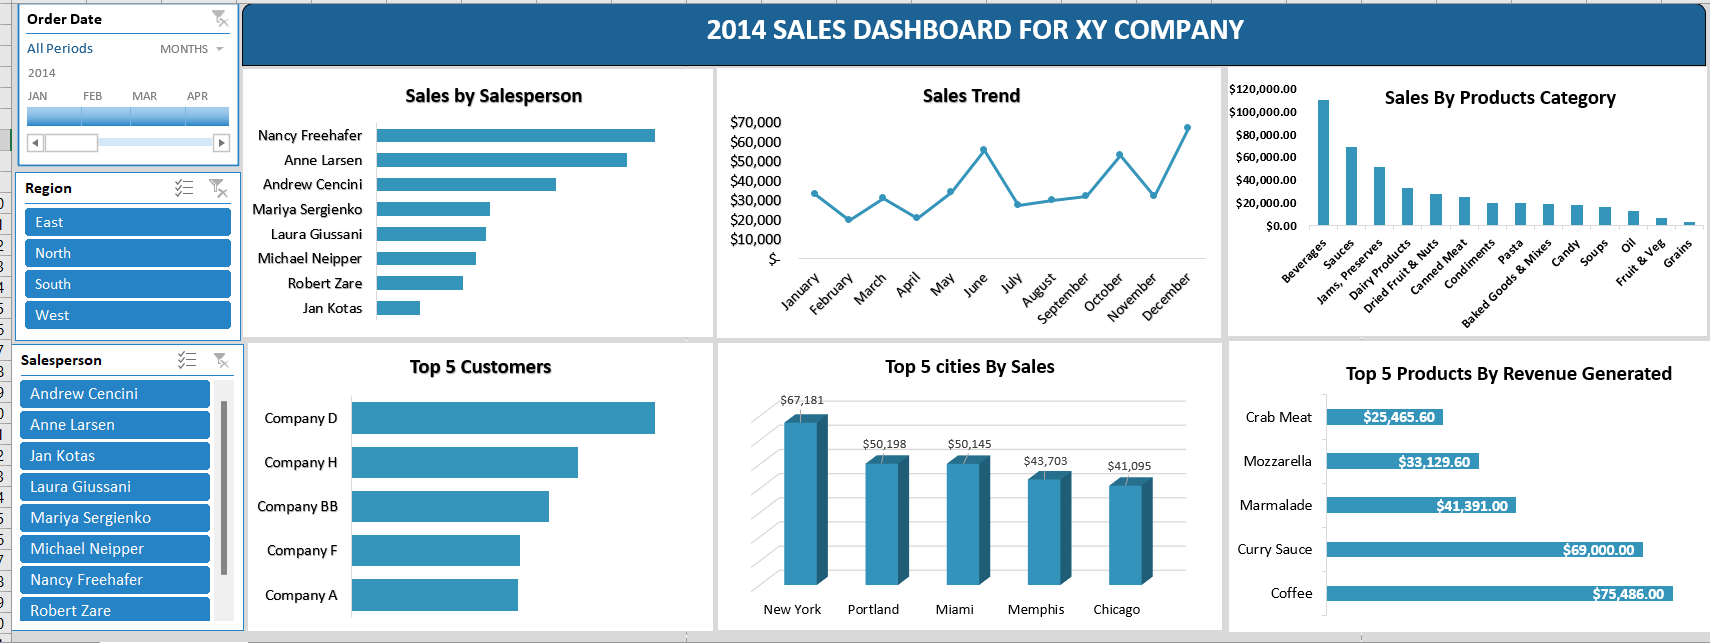 Order Date
All Periods MONTHS
2014
JAN FEB MAR APR
Region
East
North
South
West
Salesperson
Andrew Cencini
Anne Larsen
Jan Kotas
Laura Giussani
Mariya Sergienko
Michael Neipper
Nancy Freehafer
Robert Zare
2014 SALES DASHBOARD FOR XY COMPANY
Sales by Salesperson
Nancy Freehafer
Anne Larsen
Andrew Cencini
Mariya Sergienko
Laura Giussani
Michael Neipper
Robert Zare
Jan Kotas
Sales Trend
$70,000
$60,000
$50,000
$40,000
$30,000
$20,000
$10,000
$-
January February March April May June July August September October November December
Sales By Products Category
$120,000.00
$100,000.00
$80,000.00
$60,000.00
$40,000.00
$20,000.00
$0.00
Beverages Sauces Jams, Preserves Dairy Products Dried Fruit & Nuts Canned Meat Condiments Pasta Baked Goods & Mixes Candy Soups Oil Fruit & Veg Grains
Top 5 Customers
Company D
Company H
Company BB
Company F
Company A
Top 5 cities By Sales
$67,181 $50,198 $50,145 $43,703 $41,095
New York Portland Miami Memphis Chicago
Top 5 Products By Revenue Generated
Crab Meat $25,465.60
Mozzarella $33,129.60
Marmalade $41,391.00
Curry Sauce $69,000.00
Coffee $75,486.00